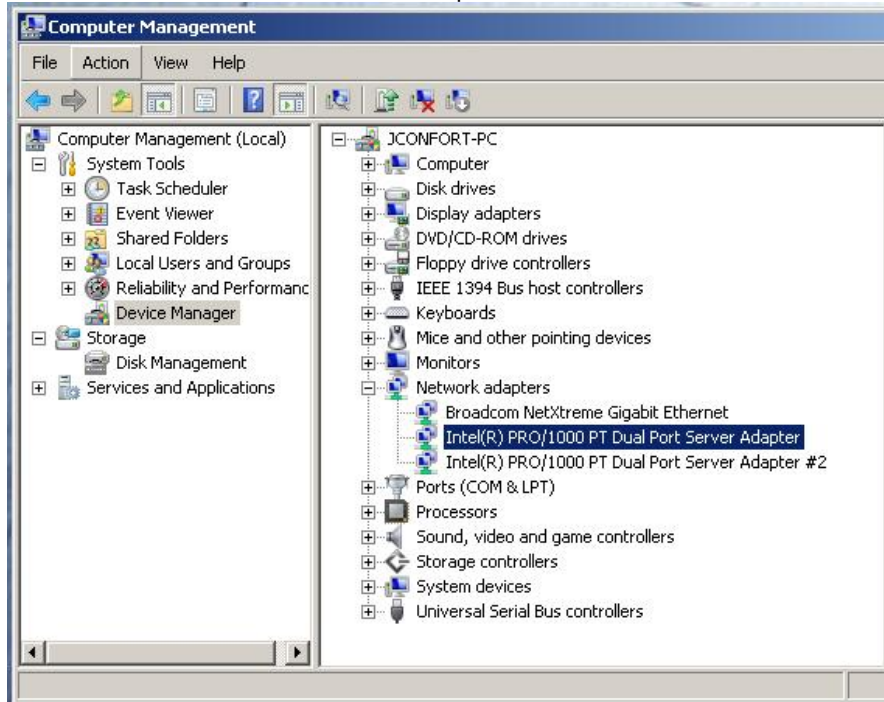 Computer Management
File Action View Help
Computer Management (Local)
System Tools
Task Scheduler
Event Viewer
Shared Folders
Local Users and Groups
Reliability and Performanc
Device Manager
Storage
Disk Management
Services and Applications
JCONFORT-PC
Computer
Disk drives
Display adapters
DVD/CD-ROM drives
Floppy drive controllers
IEEE 1394 Bus host controllers
Keyboards
Mice and other pointing devices
Monitors
Network adapters
Broadcom NetXtreme Gigabit Ethernet
Intel(R) PRO/1000 PT Dual Port Server Adapter
Intel(R) PRO/1000 PT Dual Port Server Adapter #2
Ports (COM & LPT)
Processors
Sound, video and game controllers
Storage controllers
System devices
Universal Serial Bus controllers